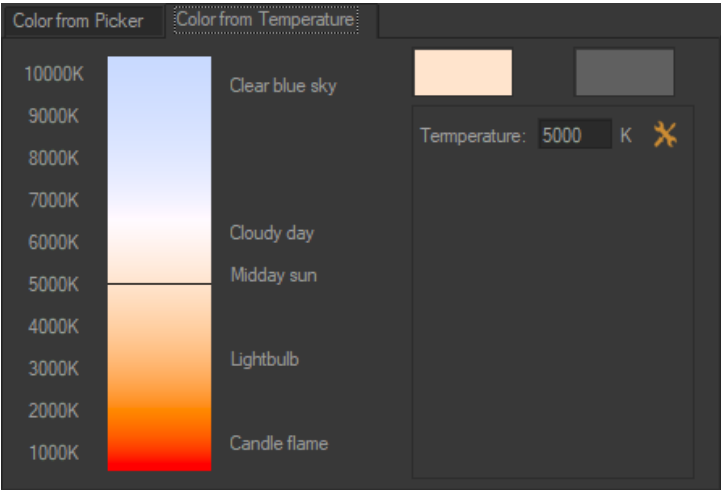 Color from Picker
Color from Temperature
10000K
Clear blue sky
9000K
Termperature: 5000 K
8000K
7000K
6000K
Cloudy day
5000K
Midday sun
4000K
3000K
Lightbulb
2000K
1000K
Candle flame